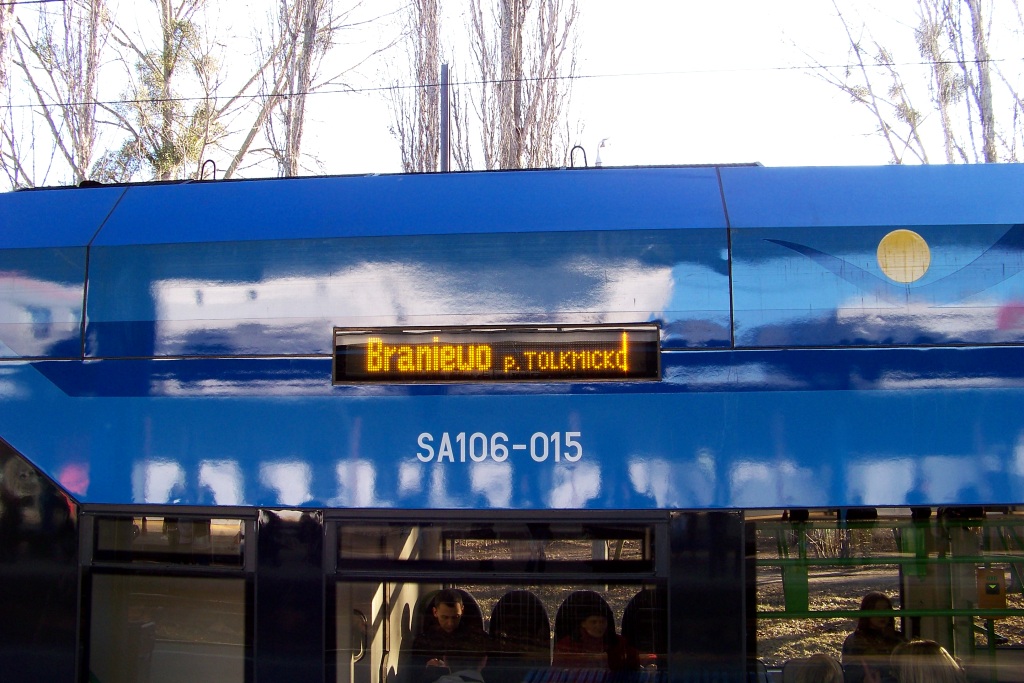 Braniewo p. TOLKMICKO
SA106-015